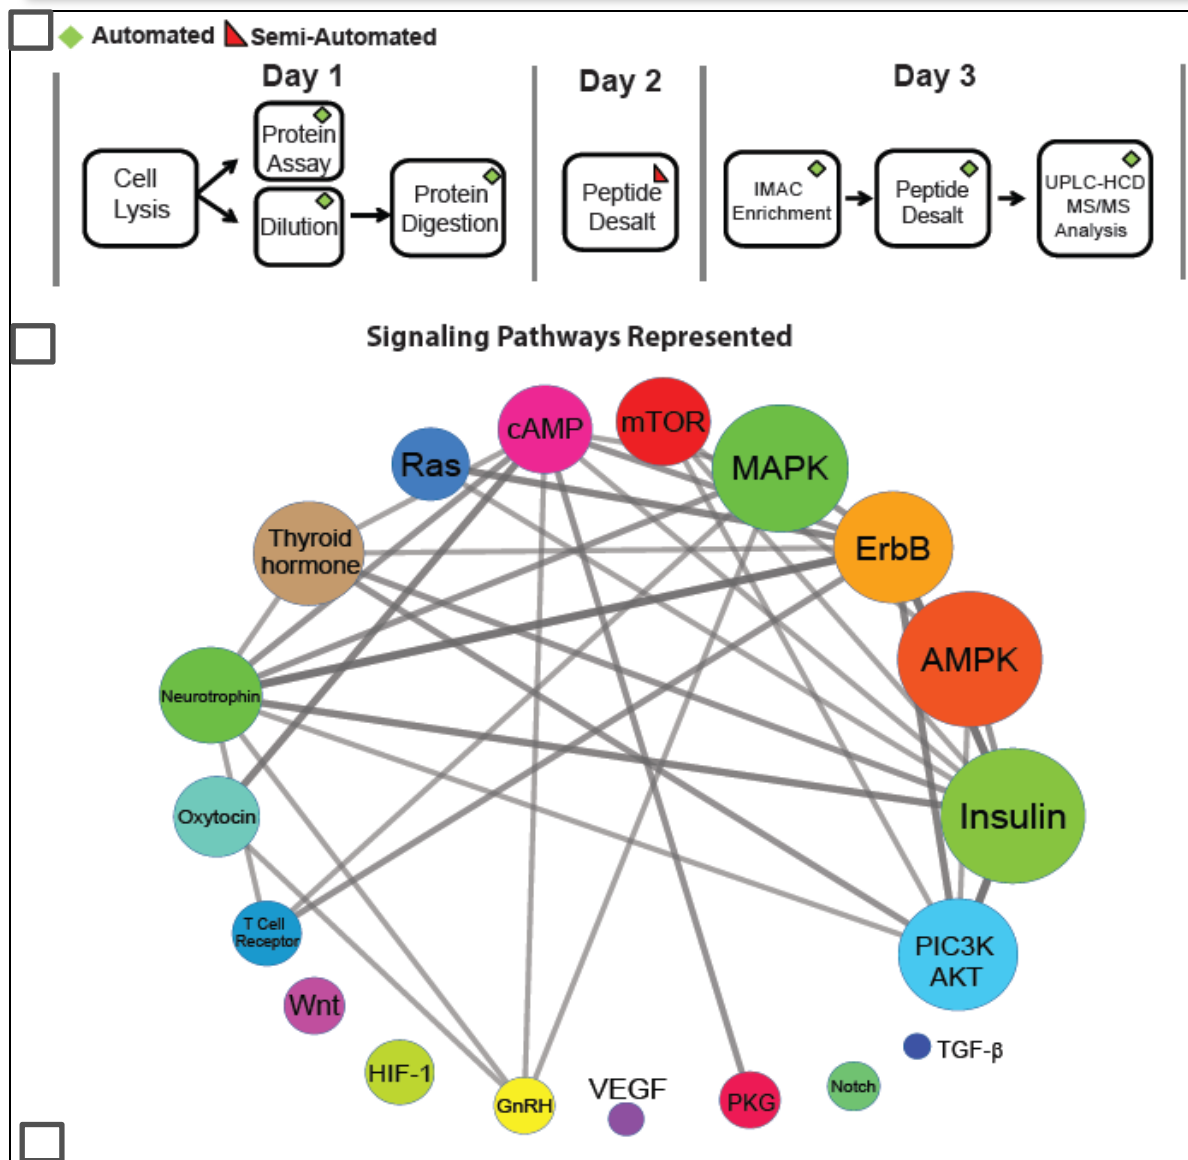 Automated Semi-Automated
Day 1
Day 2
Day 3
Cell
Lysis
Protein
Assay
Dilution
Protein
Digestion
Peptide
Desalt
IMAC
Enrichment
Peptide
Desalt
UPLC-HCD
MS/MS
Analysis
Signaling Pathways Represented
cAMP
mTOR
Ras
MAPK
Thyroid
hormone
ErbB
AMPK
Neurotrophin
Oxytocin
Insulin
T Cell
Receptor
PIC3K
AKT
Wnt
TGF-β
HIF-1
GnRH
VEGF
PKG
Notch